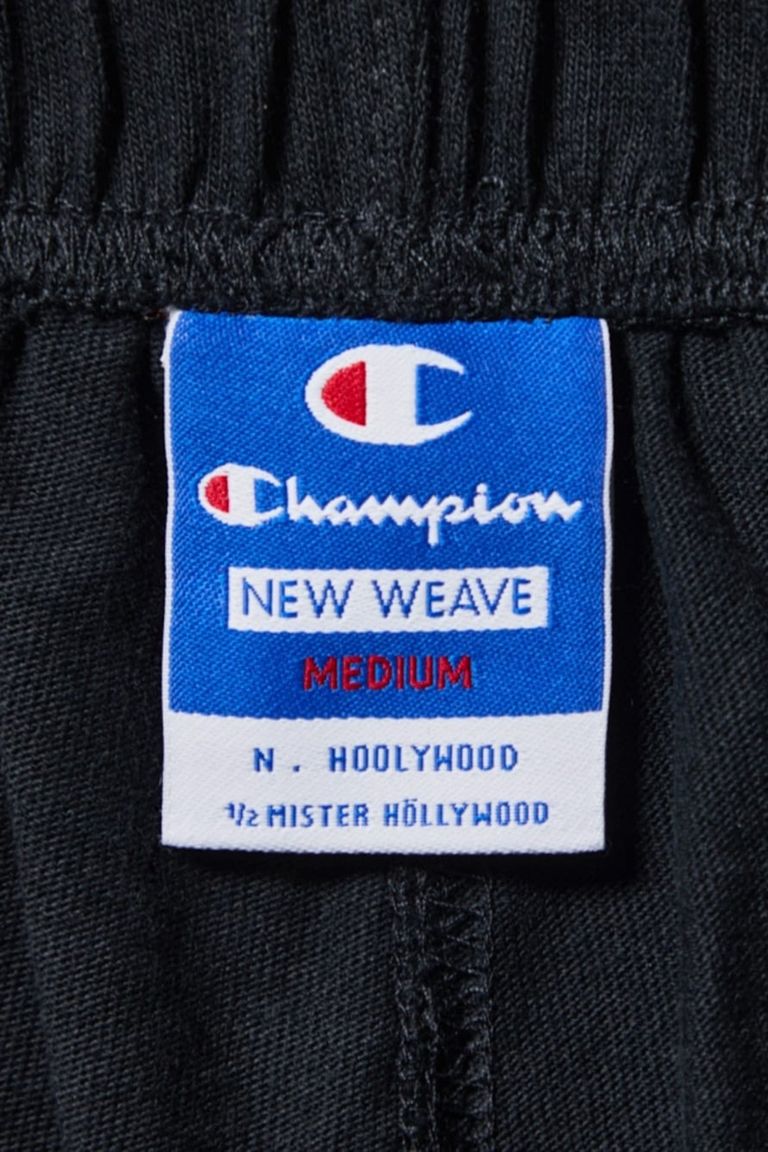 Champion
NEW WEAVE
MEDIUM
N . HOOLYWOOD
1/2 MISTER HÖLLYWOOD